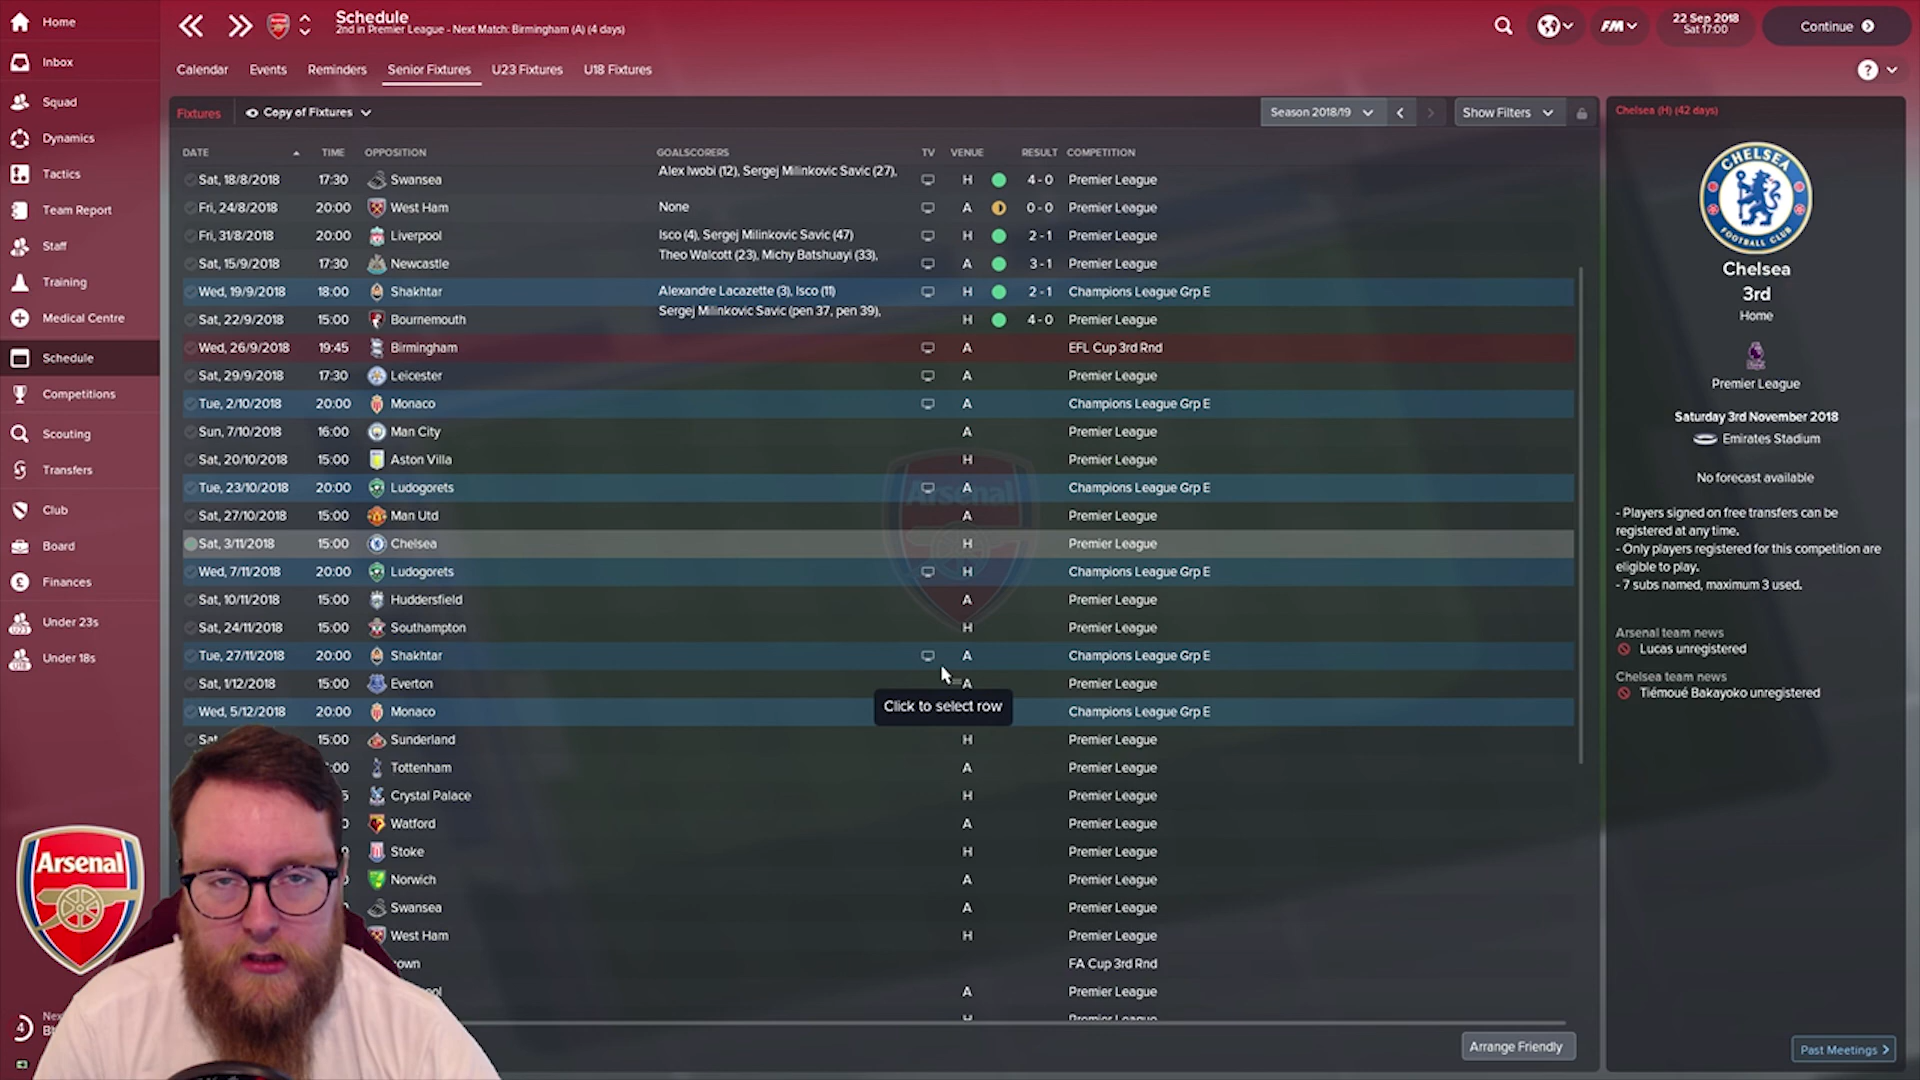 Home
Inbox
Squad
Dynamics
Tactics
Team Report
Staff
Training
Medical Centre
Schedule
Competitions
Scouting
Transfers
Club
Board
Finances
Under 23s
Under 18s
Arsenal
4
Schedule
2nd in Premier League - Next Match: Birmingham (A) (4 days)
FM
22 Sep 2018
Sat 17:00
Continue
Calendar Events Reminders Senior Fixtures U23 Fixtures U18 Fixtures
Fixtures Copy of Fixtures Season 2018/19 Show Filters
DATE TIME OPPOSITION GOALSCORERS TV VENUE RESULT COMPETITION
Sat, 18/8/2018 17:30 Swansea Alex Iwobi (12), Sergej Milinkovic Savic (27), H 4 - 0 Premier League
Fri, 24/8/2018 20:00 West Ham None A 0 - 0 Premier League
Fri, 31/8/2018 20:00 Liverpool Isco (4), Sergej Milinkovic Savic (47) H 2 - 1 Premier League
Sat, 15/9/2018 17:30 Newcastle Theo Walcott (23), Michy Batshuayi (33), A 3 - 1 Premier League
Wed, 19/9/2018 18:00 Shakhtar Alexandre Lacazette (3), Isco (11) H 2 - 1 Champions League Grp E
Sat, 22/9/2018 15:00 Bournemouth Sergej Milinkovic Savic (pen 37, pen 39), H 4 - 0 Premier League
Wed, 26/9/2018 19:45 Birmingham A EFL Cup 3rd Rnd
Sat, 29/9/2018 17:30 Leicester A Premier League
Tue, 2/10/2018 20:00 Monaco A Champions League Grp E
Sun, 7/10/2018 16:00 Man City A Premier League
Sat, 20/10/2018 15:00 Aston Villa H Premier League
Tue, 23/10/2018 20:00 Ludogorets A Champions League Grp E
Sat, 27/10/2018 15:00 Man Utd A Premier League
Sat, 3/11/2018 15:00 Chelsea H Premier League
Wed, 7/11/2018 20:00 Ludogorets H Champions League Grp E
Sat, 10/11/2018 15:00 Huddersfield A Premier League
Sat, 24/11/2018 15:00 Southampton H Premier League
Tue, 27/11/2018 20:00 Shakhtar A Champions League Grp E
Sat, 1/12/2018 15:00 Everton A Premier League
Wed, 5/12/2018 20:00 Monaco Champions League Grp E
Click to select row
Sat 15:00 Sunderland H Premier League
:00 Tottenham A Premier League
5 Crystal Palace H Premier League
0 Watford A Premier League
Stoke H Premier League
Norwich A Premier League
Swansea A Premier League
West Ham H Premier League
own FA Cup 3rd Rnd
ool A Premier League
H Premier League
Arsenal
Arrange Friendly
Chelsea (H) (42 days)
CHELSEA
FOOTBALL CLUB
Chelsea
3rd
Home
Premier League
Saturday 3rd November 2018
Emirates Stadium
No forecast available
- Players signed on free transfers can be
registered at any time.
- Only players registered for this competition are
eligible to play.
- 7 subs named, maximum 3 used.
Arsenal team news
Lucas unregistered
Chelsea team news
Tiémoué Bakayoko unregistered
Past Meetings